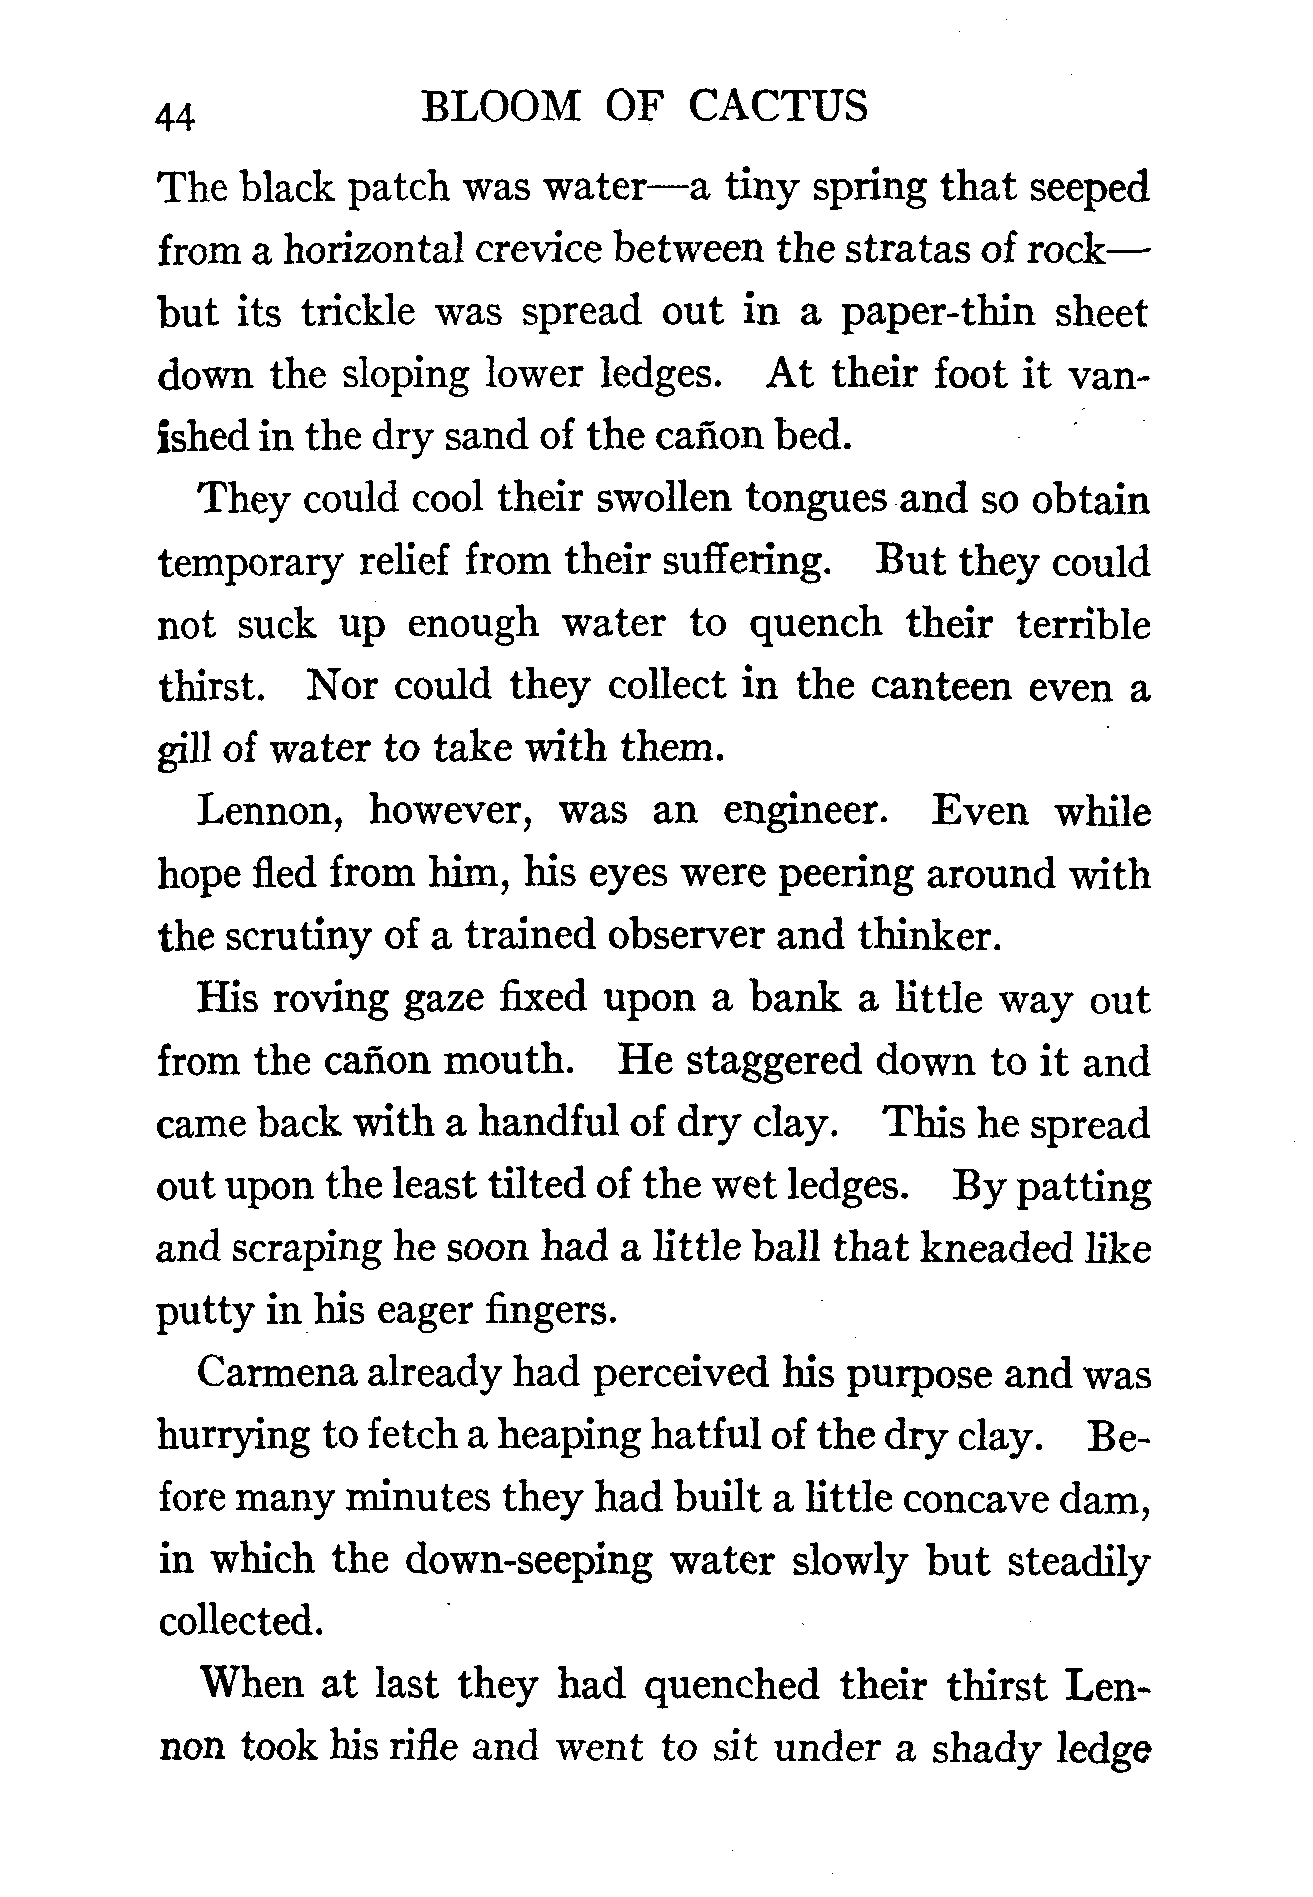 44 BLOOM OF CACTUS
The black patch was water—a tiny spring that seeped
from a horizontal crevice between the stratas of rock—
but its trickle was spread out in a paper-thin sheet
down the sloping lower ledges. At their foot it van-
ished in the dry sand of the cañon bed.
They could cool their swollen tongues and so obtain
temporary relief from their suffering. But they could
not suck up enough water to quench their terrible
thirst. Nor could they collect in the canteen even a
gill of water to take with them.
Lennon, however, was an engineer. Even while
hope fled from him, his eyes were peering around with
the scrutiny of a trained observer and thinker.
His roving gaze fixed upon a bank a little way out
from the cañon mouth. He staggered down to it and
came back with a handful of dry clay. This he spread
out upon the least tilted of the wet ledges. By patting
and scraping he soon had a little ball that kneaded like
putty in his eager fingers.
Carmena already had perceived his purpose and was
hurrying to fetch a heaping hatful of the dry clay. Be-
fore many minutes they had built a little concave dam,
in which the down-seeping water slowly but steadily
collected.
When at last they had quenched their thirst Len-
non took his rifle and went to sit under a shady ledge